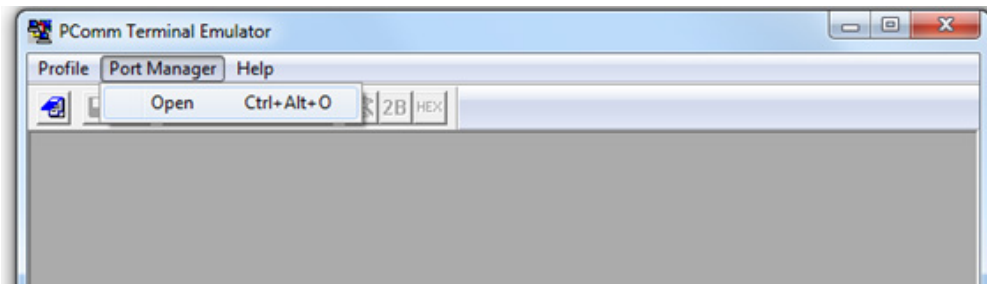 PComm Terminal Emulator
Profile Port Manager Help
Open Ctrl+Alt+O
2B HEX